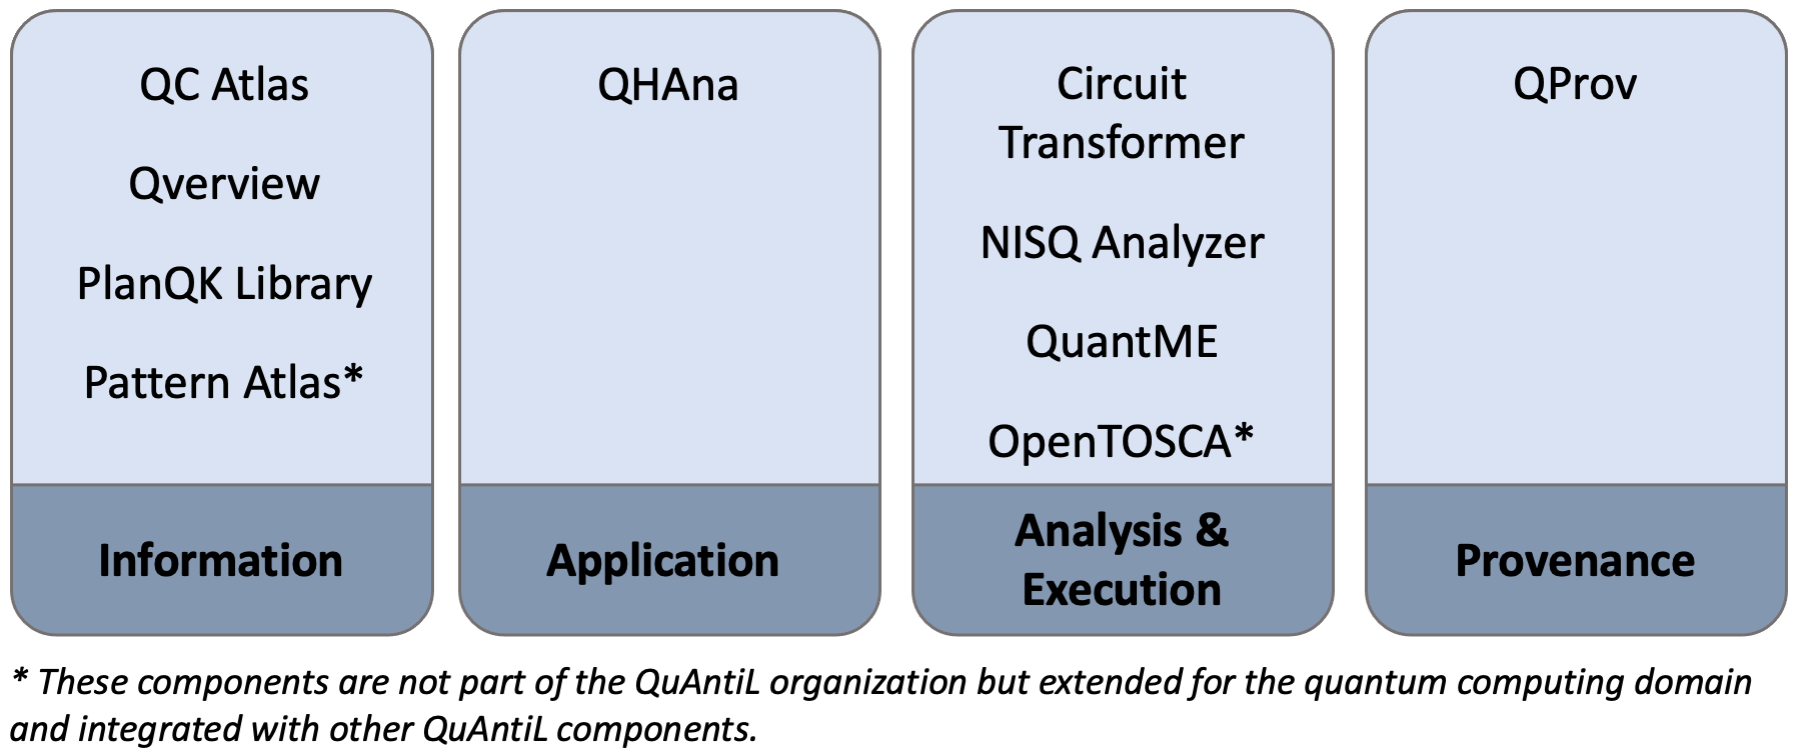 QC Atlas
Qverview
PlanQK Library
Pattern Atlas*
Information
QHAna
Application
Circuit
Transformer
NISQ Analyzer
QuantME
OpenTOSCA*
Analysis &
Execution
QProv
Provenance
* These components are not part of the QuAntiL organization but extended for the quantum computing domain
and integrated with other QuAntiL components.